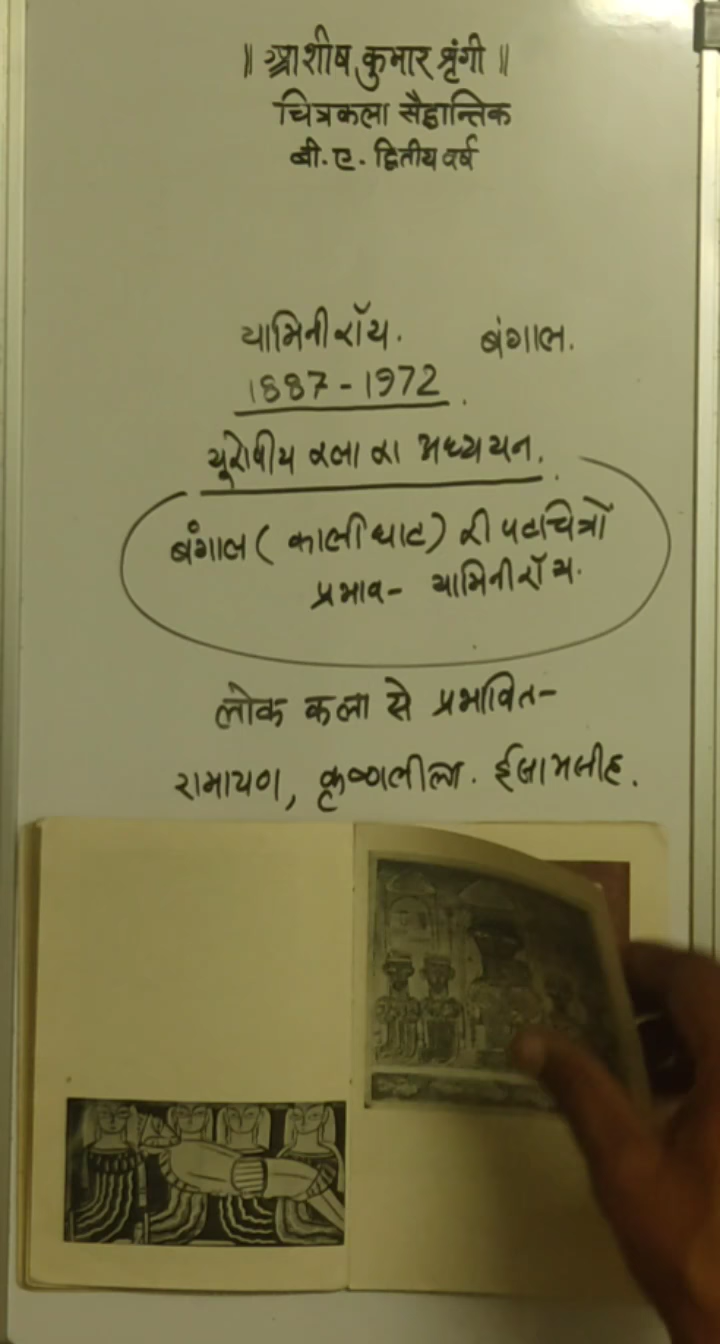 ॥ आशीष कुमार श्रृंगी ॥
चित्रकला सैद्धान्तिक
बी.ए. द्वितीय वर्ष
यामिनी रॉय. बंगाल.
1887-1972.
यूरोपीय कला का अध्ययन.
बंगाल (कालीघाट) की पटचित्रों
प्रभाव- यामिनी रॉय.
लोक कला से प्रभावित-
रामायण, कृष्णलीला. ईसामसीह.